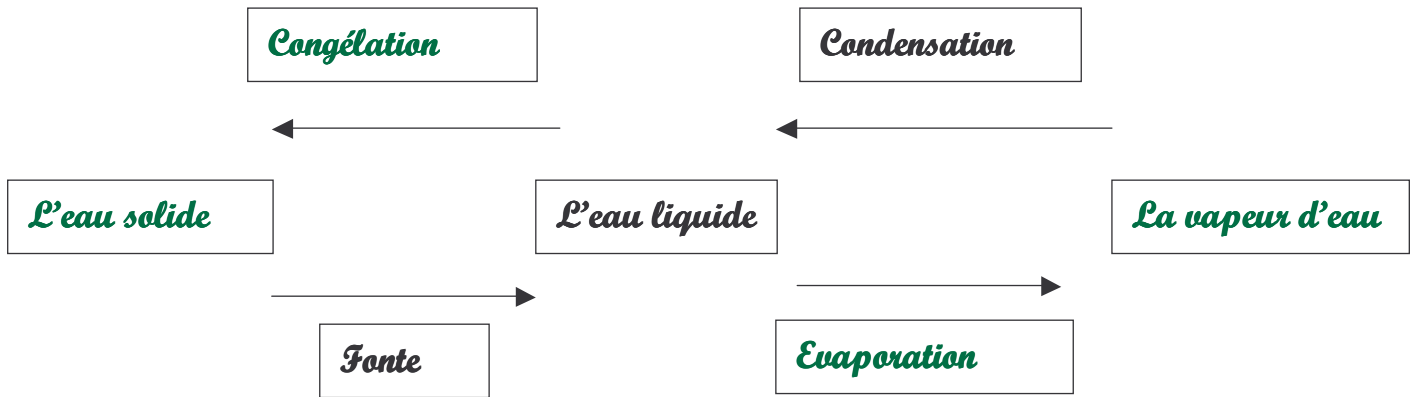 Congélation
Condensation
L'eau solide
L'eau liquide
La vapeur d'eau
Fonte
Evaporation